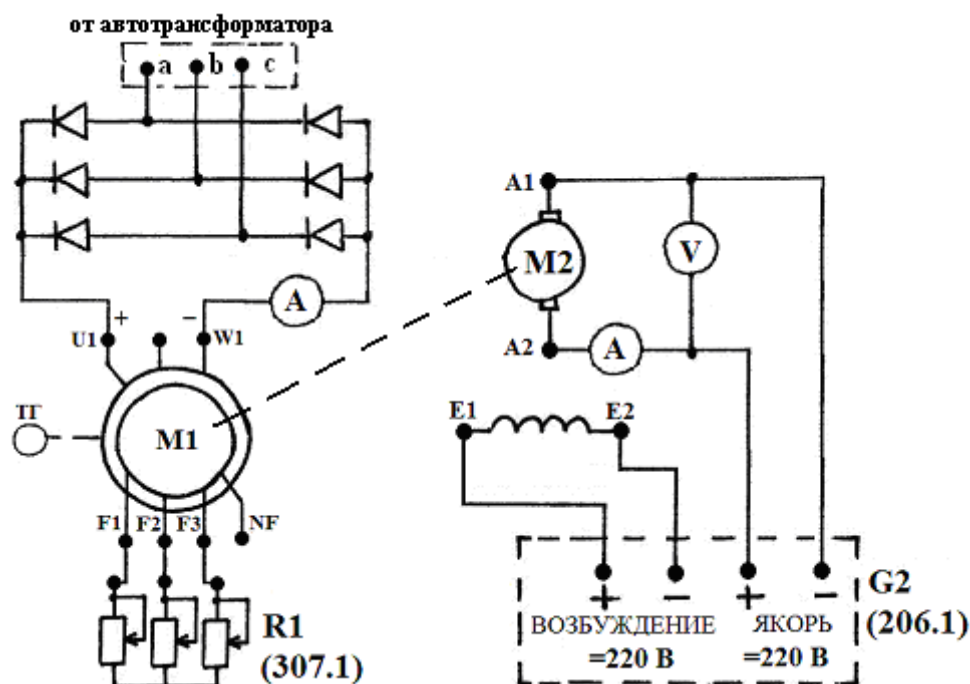 от автотрансформатора
a b c
A1
M2
V
A
+ −
U1 W1
A2
A
ТГ
E1 E2
M1
F1 F2 F3 NF
G2
(206.1)
+ − + −
ВОЗБУЖДЕНИЕ ЯКОРЬ
=220 В =220 В
R1
(307.1)